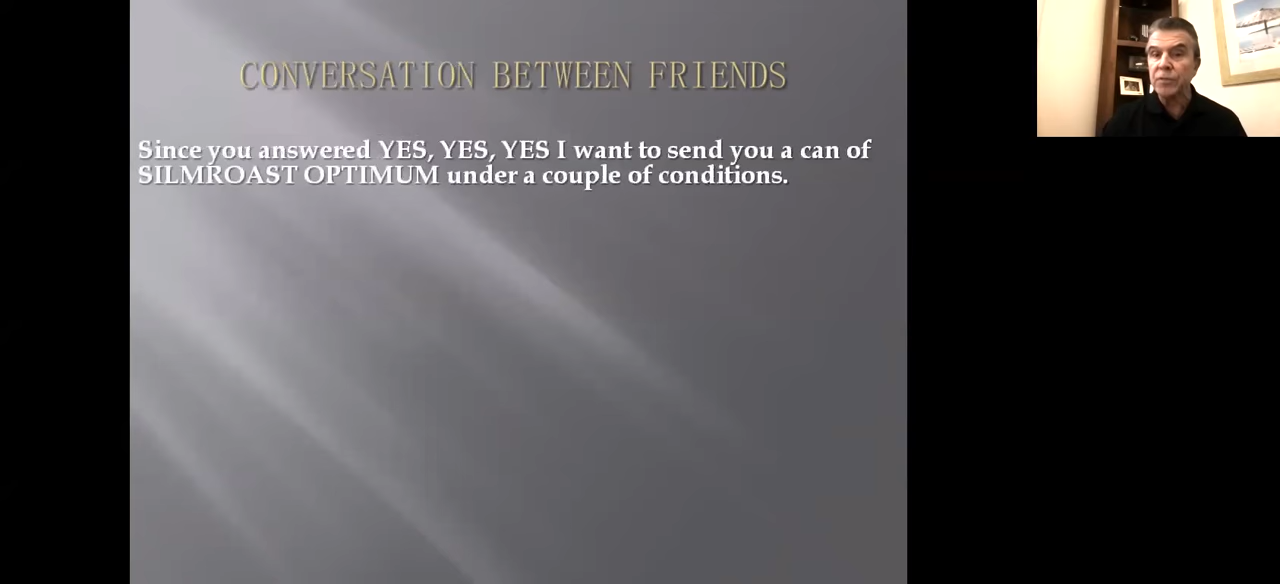 CONVERSATION BETWEEN FRIENDS
Since you answered YES, YES, YES I want to send you a can of
SILMROAST OPTIMUM under a couple of conditions.